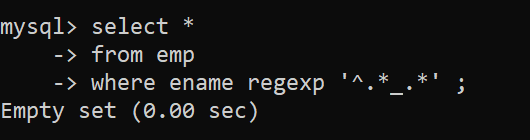 mysql> select *
    -> from emp
    -> where ename regexp '^.*_.*' ;
Empty set (0.00 sec)